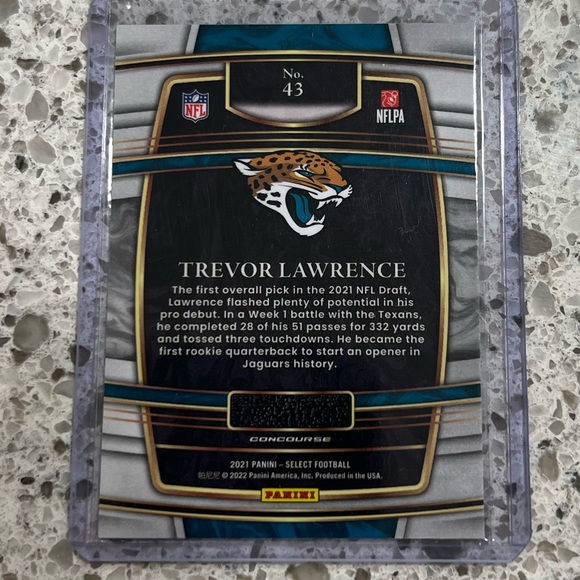 No.
43
NFL
NFLPA
TREVOR LAWRENCE
The first overall pick in the 2021 NFL Draft,
Lawrence flashed plenty of potential in his
pro debut. In a Week 1 battle with the Texans,
he completed 28 of his 51 passes for 332 yards
and tossed three touchdowns. He became the
first rookie quarterback to start an opener in
Jaguars history.
CONCOURSE
2021 PANINI – SELECT FOOTBALL
帕尼尼 © 2022 Panini America, Inc. Produced in the USA.
PANINI